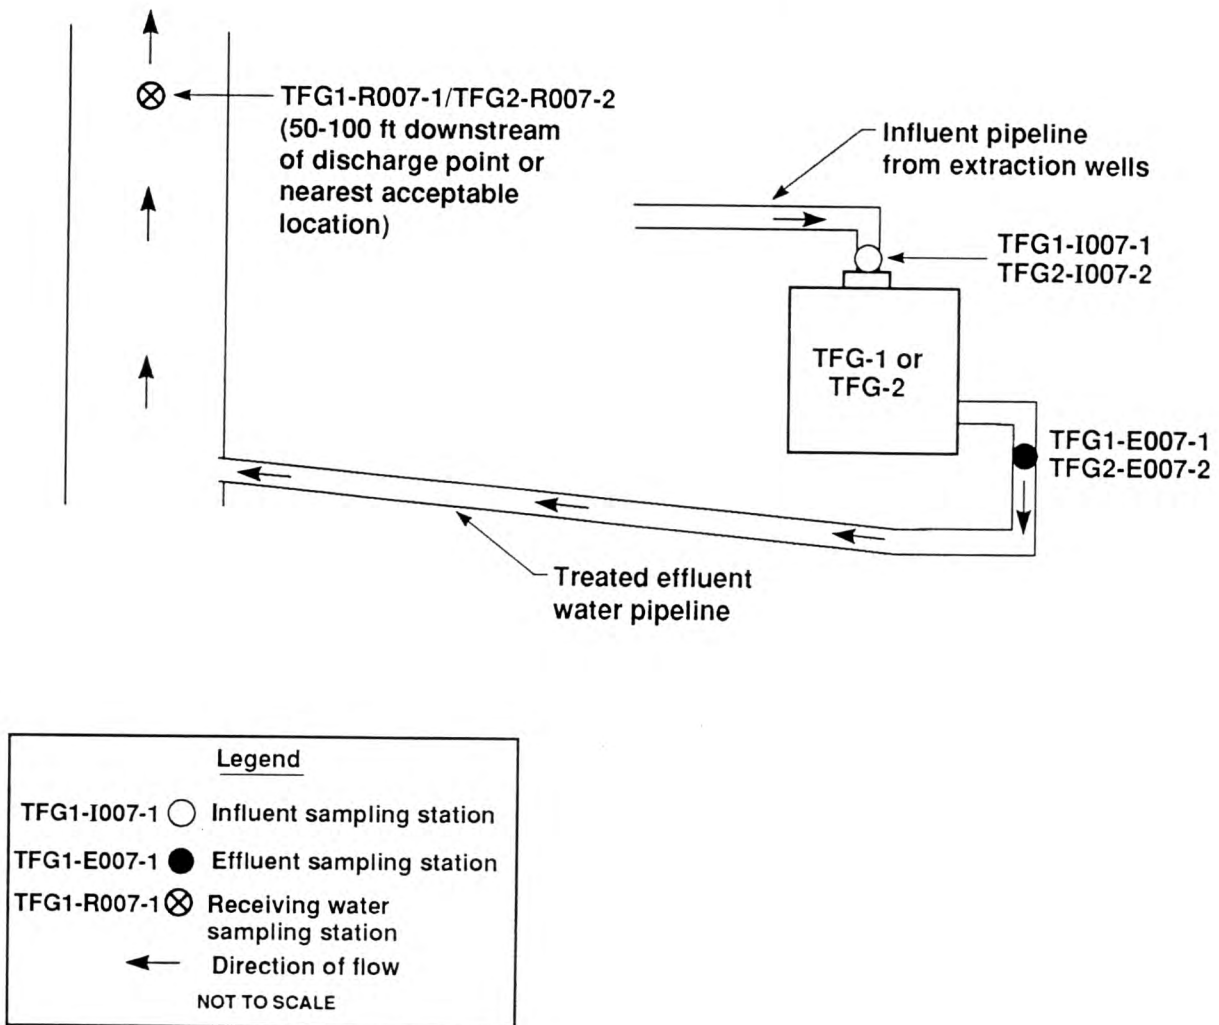 TFG1-R007-1/TFG2-R007-2
(50-100 ft downstream
of discharge point or
nearest acceptable
location)
Influent pipeline
from extraction wells
TFG1-I007-1
TFG2-I007-2
TFG-1 or
TFG-2
TFG1-E007-1
TFG2-E007-2
Treated effluent
water pipeline
Legend
TFG1-I007-1 Influent sampling station
TFG1-E007-1 Effluent sampling station
TFG1-R007-1 Receiving water
sampling station
Direction of flow
NOT TO SCALE